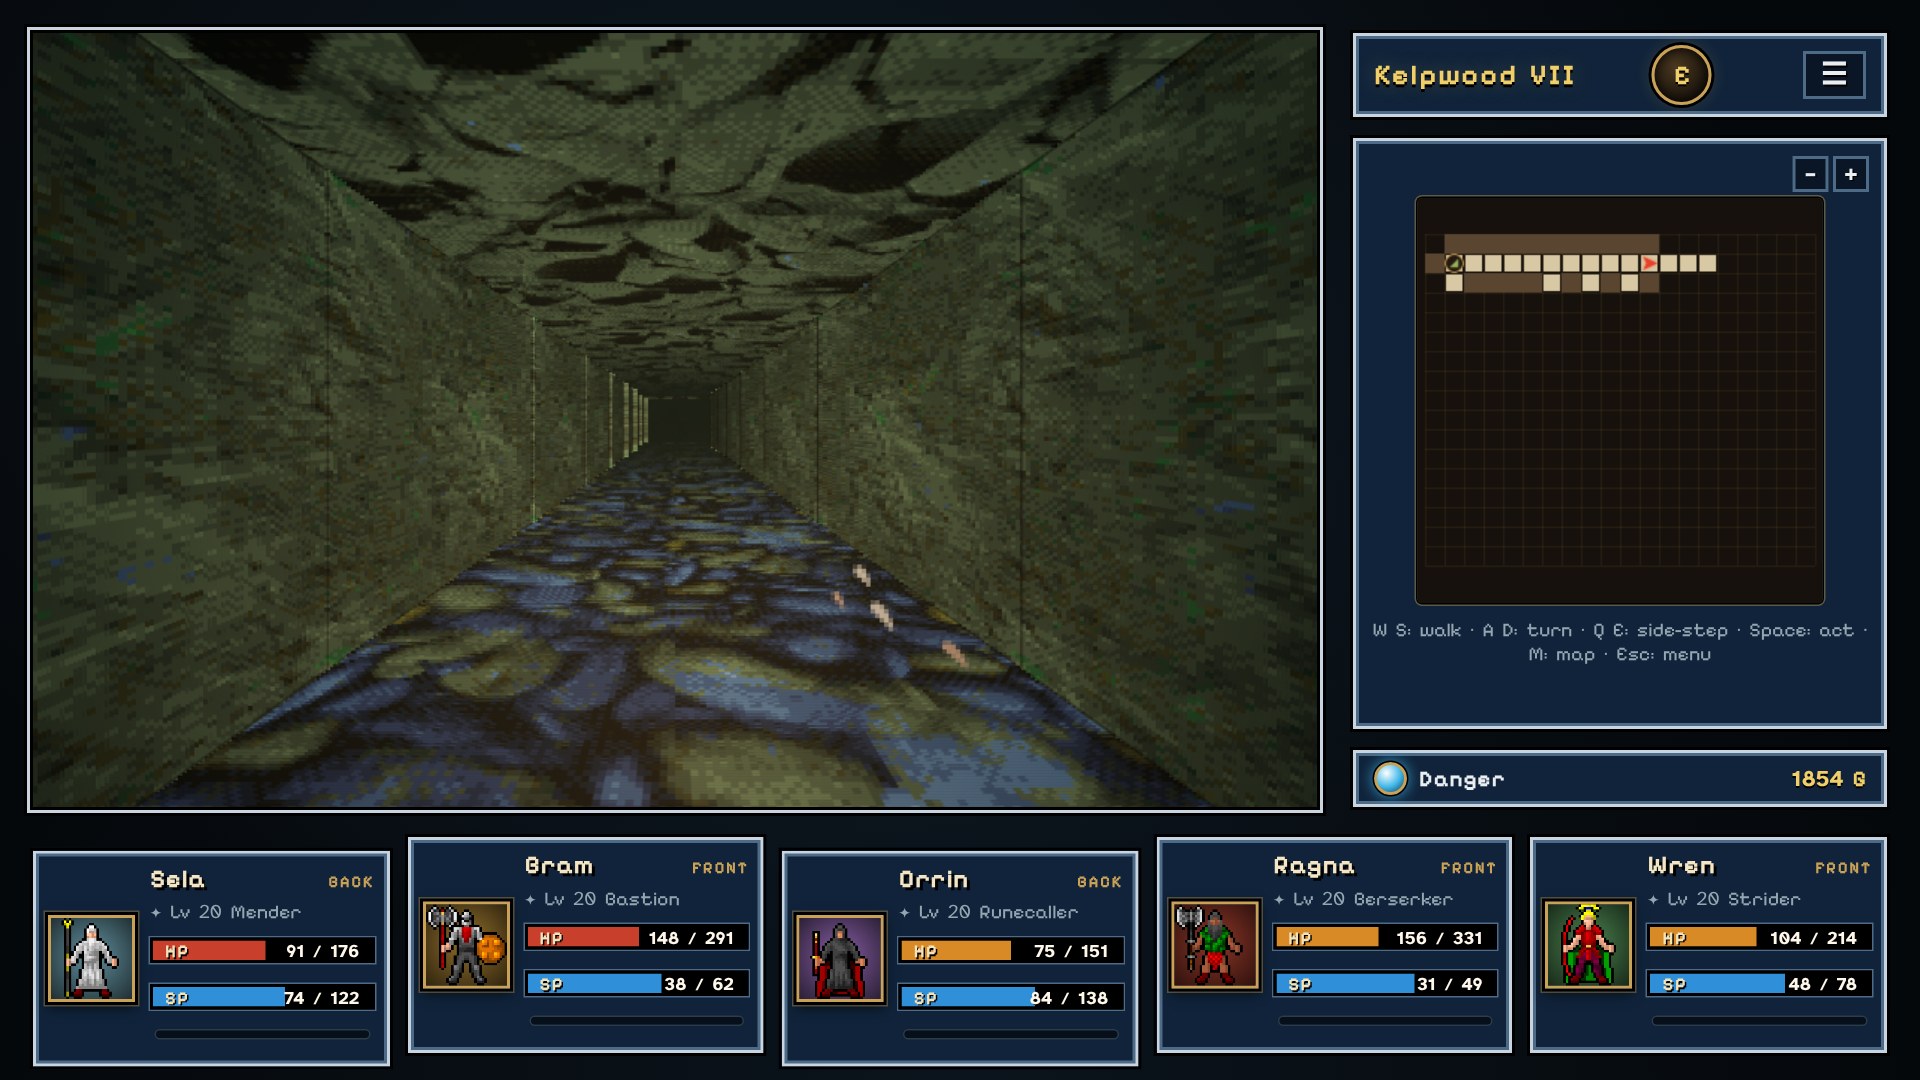 Kelpwood VII
E
☰
- +
W S: walk · A D: turn · Q E: side-step · Space: act ·
M: map · Esc: menu
Danger 1854 G
Sela BACK
✦ Lv 20 Mender
HP 91 / 176
SP 74 / 122
Bram FRONT
✦ Lv 20 Bastion
HP 148 / 291
SP 38 / 62
Orrin BACK
✦ Lv 20 Runecaller
HP 75 / 151
SP 84 / 138
Ragna FRONT
✦ Lv 20 Berserker
HP 156 / 331
SP 31 / 49
Wren FRONT
✦ Lv 20 Strider
HP 104 / 214
SP 48 / 78